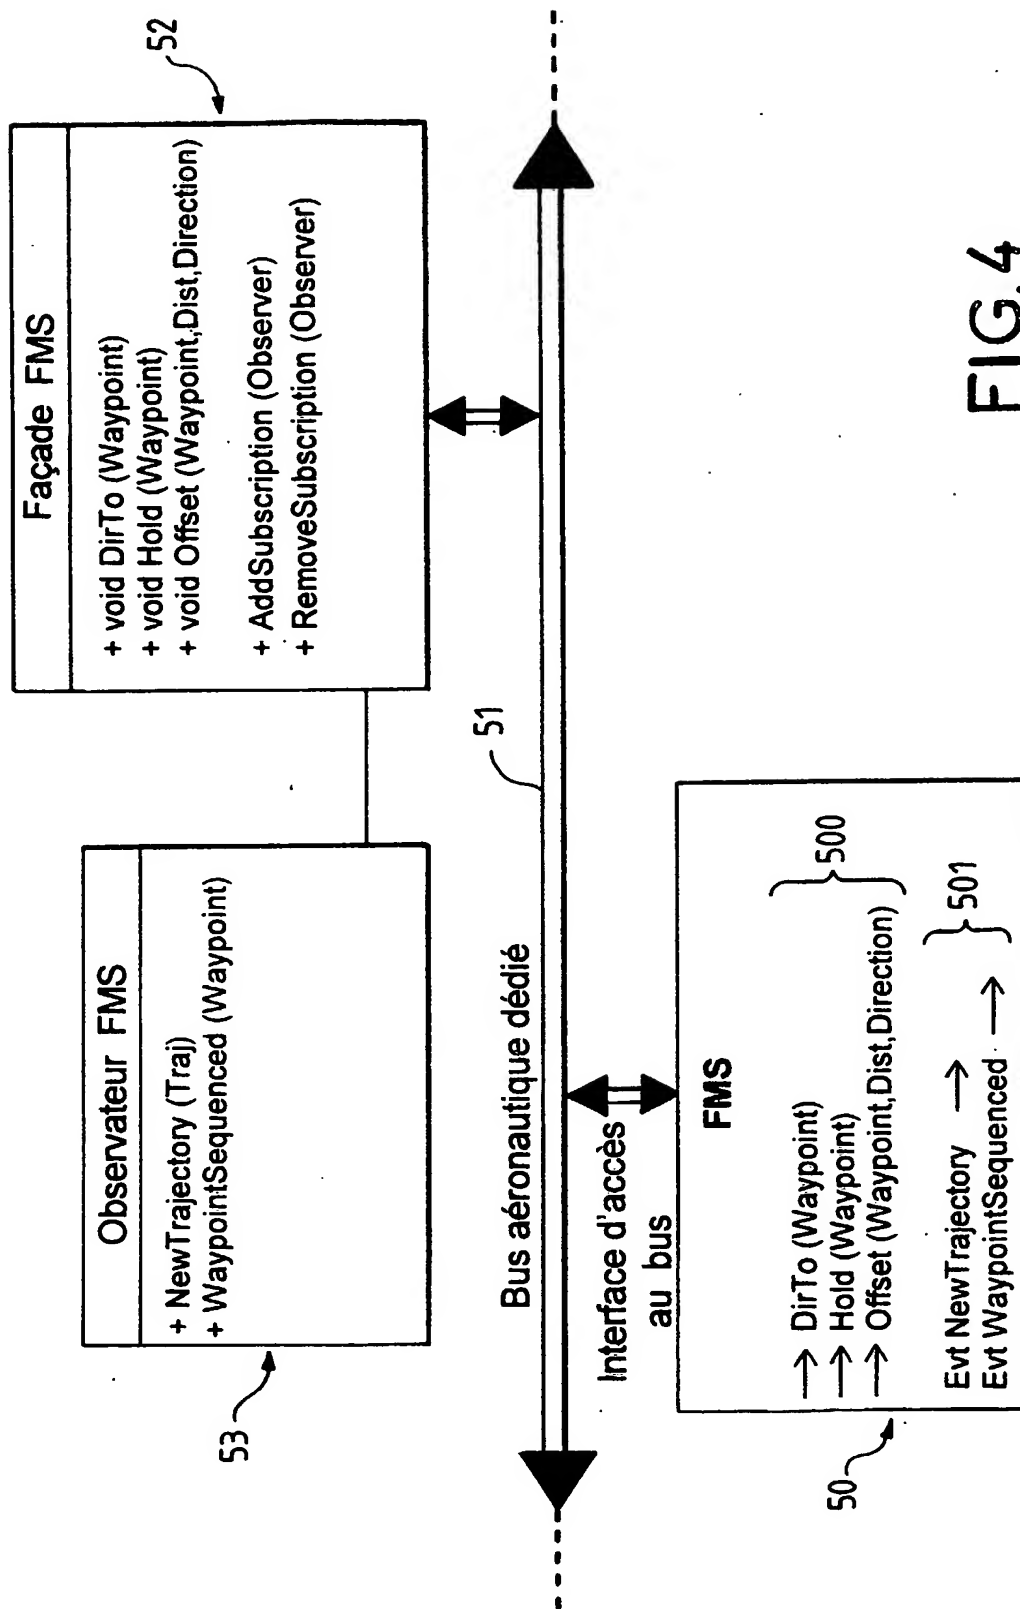 Observateur FMS
+ NewTrajectory (Traj)
+ WaypointSequenced (Waypoint)
53
Façade FMS
+ void DirTo (Waypoint)
+ void Hold (Waypoint)
+ void Offset (Waypoint,Dist,Direction)
+ AddSubscription (Observer)
+ RemoveSubscription (Observer)
52
Bus aéronautique dédié
51
Interface d'accès
au bus
FMS
→ DirTo (Waypoint)
→ Hold (Waypoint)
→ Offset (Waypoint,Dist,Direction)
500
Evt NewTrajectory →
Evt WaypointSequenced →
501
50
FIG.4